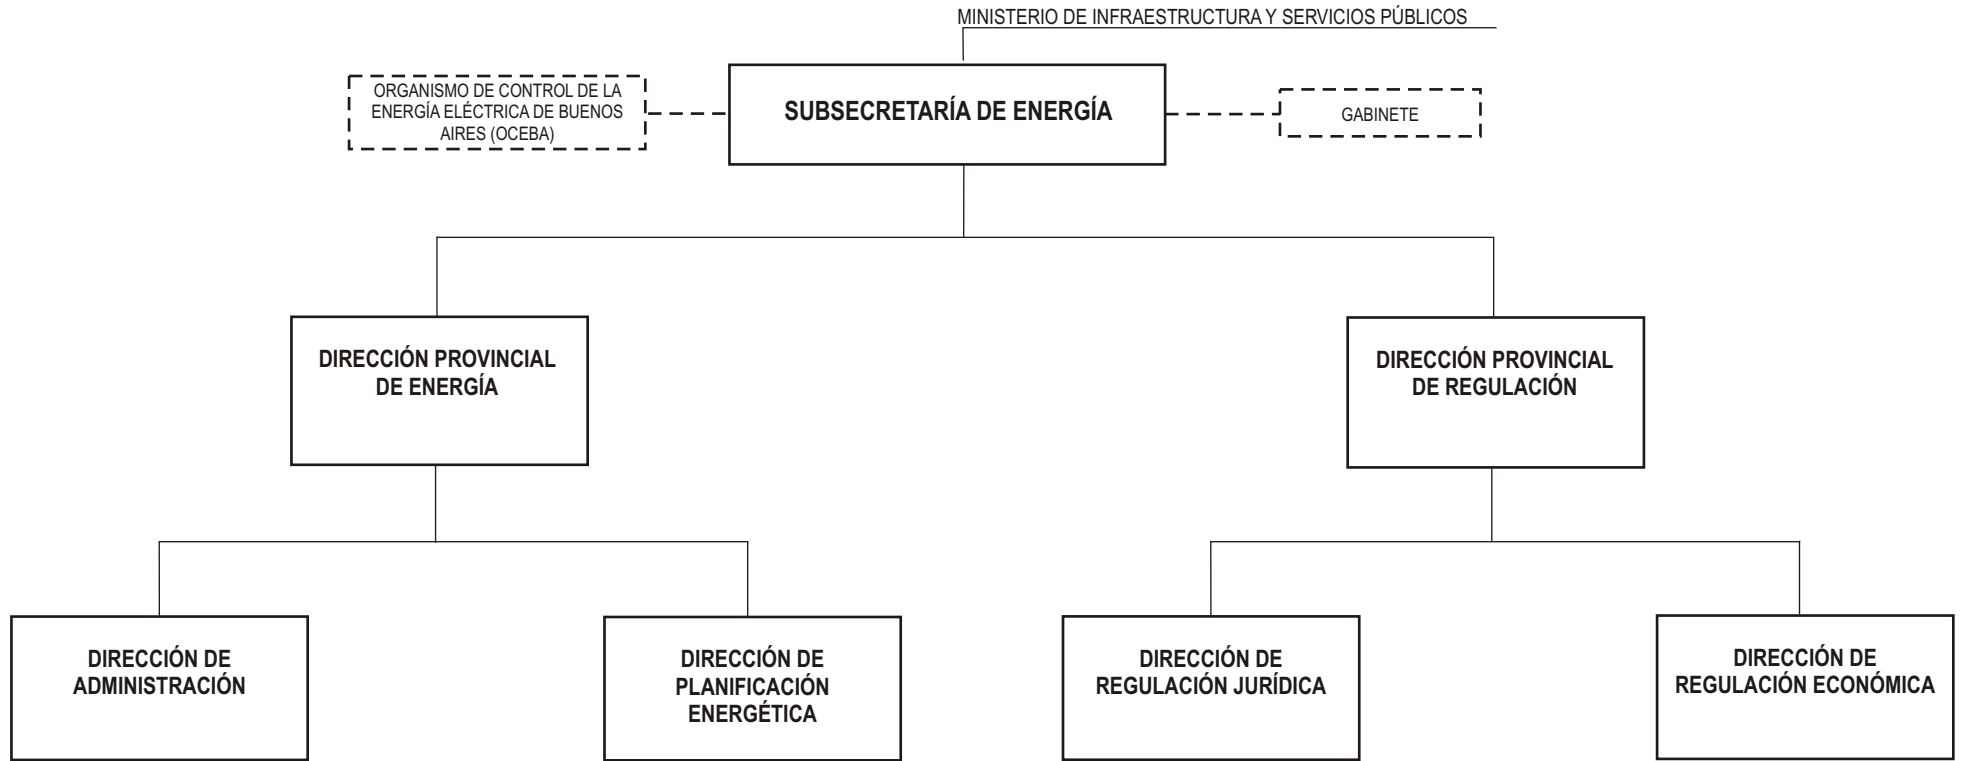 MINISTERIO DE INFRAESTRUCTURA Y SERVICIOS PÚBLICOS
ORGANISMO DE CONTROL DE LA
ENERGÍA ELÉCTRICA DE BUENOS
AIRES (OCEBA)
SUBSECRETARÍA DE ENERGÍA
GABINETE
DIRECCIÓN PROVINCIAL
DE ENERGÍA
DIRECCIÓN PROVINCIAL
DE REGULACIÓN
DIRECCIÓN DE
ADMINISTRACIÓN
DIRECCIÓN DE
PLANIFICACIÓN
ENERGÉTICA
DIRECCIÓN DE
REGULACIÓN JURÍDICA
DIRECCIÓN DE
REGULACIÓN ECONÓMICA